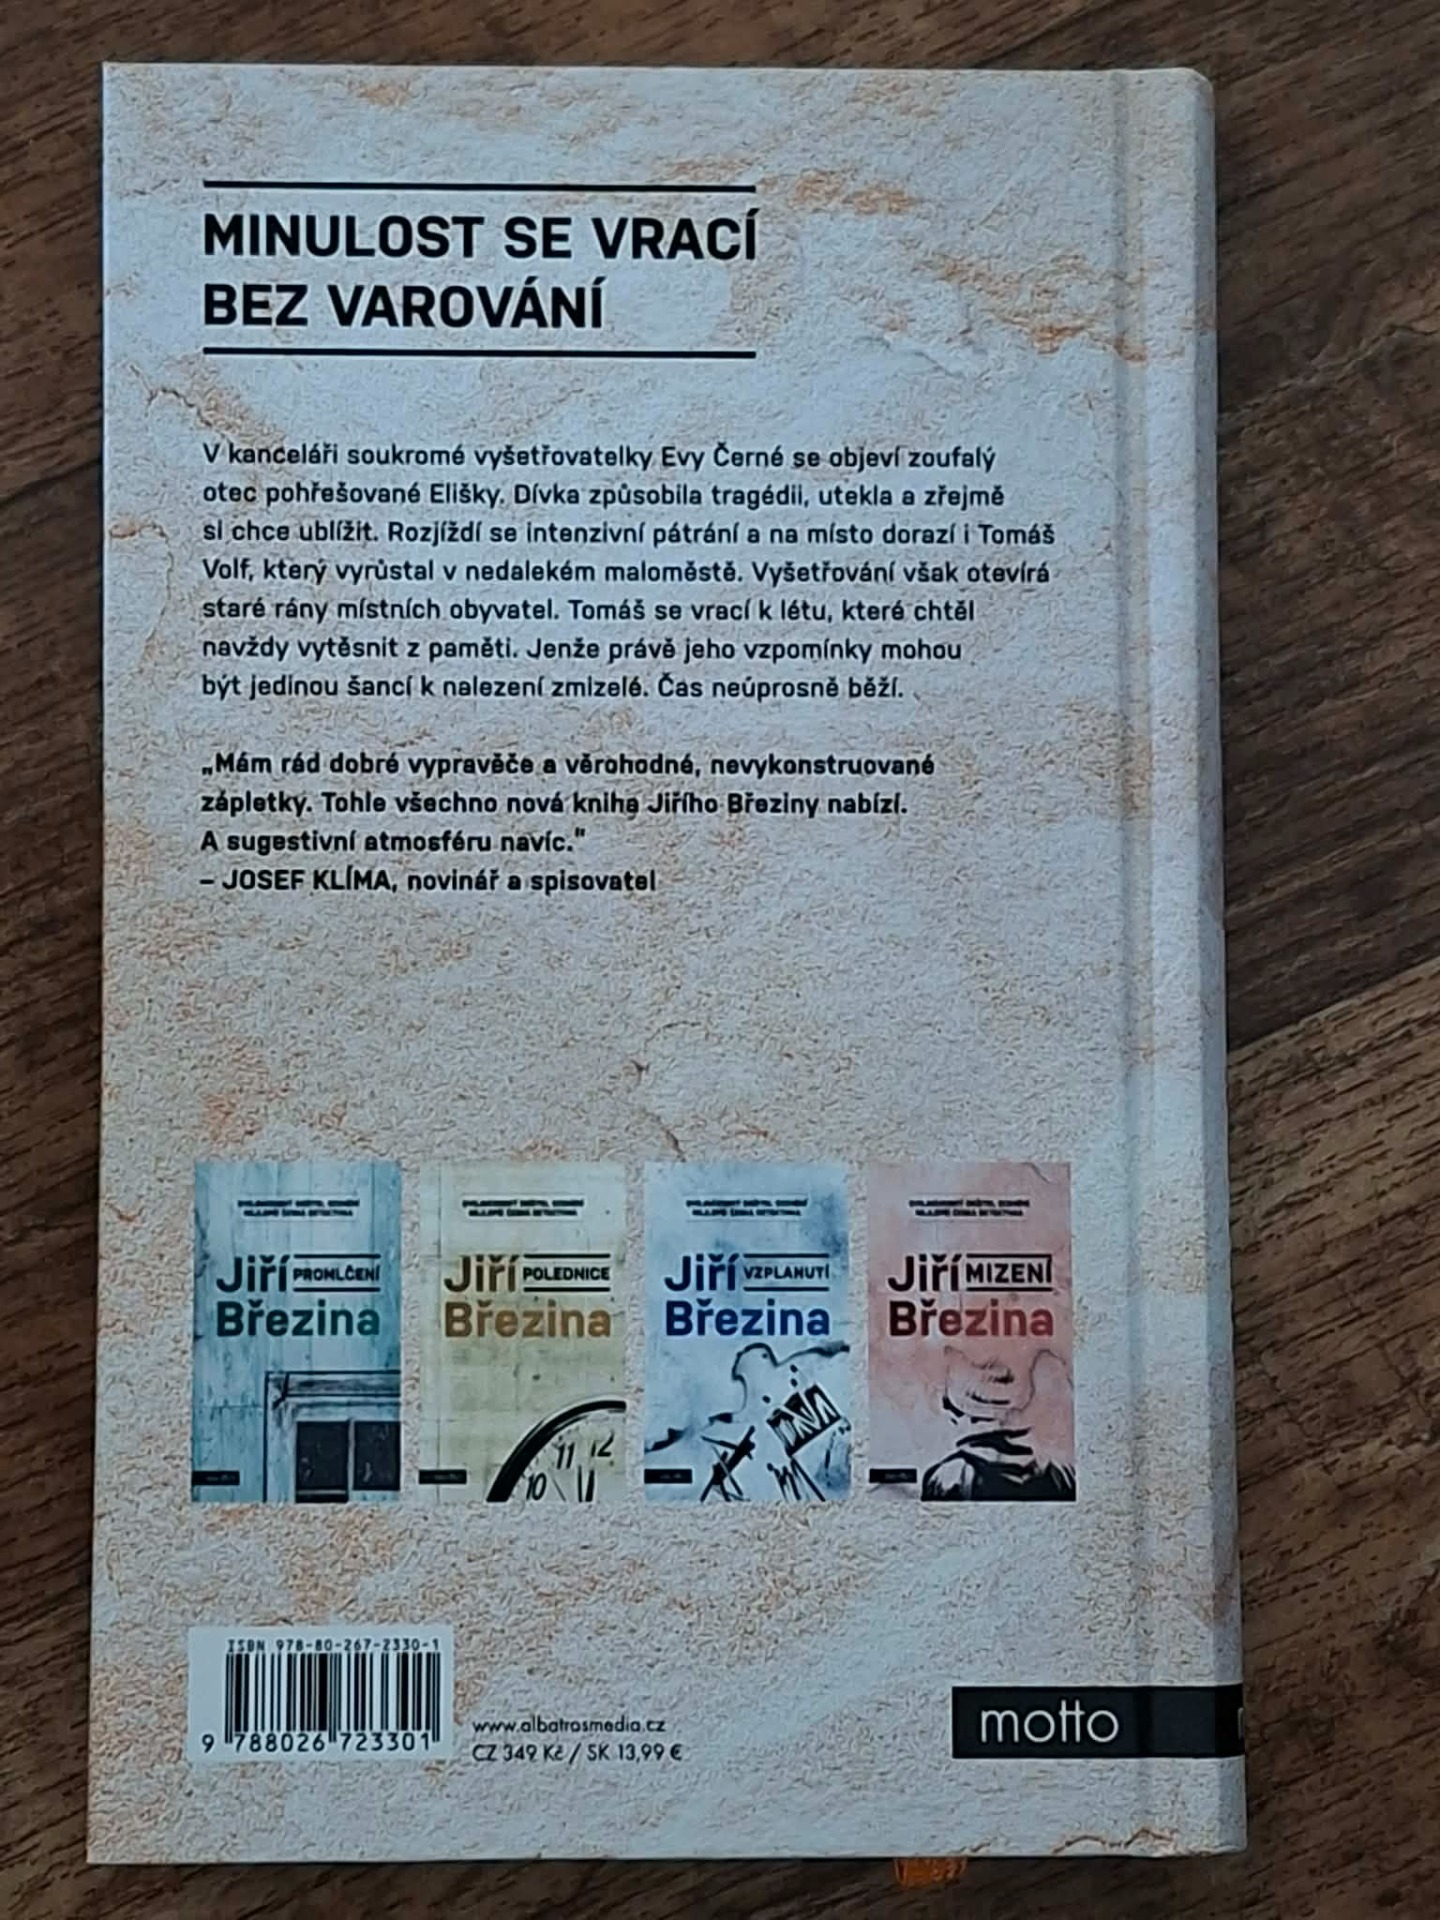 MINULOST SE VRACÍ
BEZ VAROVÁNÍ
V kanceláři soukromé vyšetřovatelky Evy Černé se objeví zoufalý
otec pohřešované Elišky. Dívka způsobila tragédii, utekla a zřejmě
si chce ublížit. Rozjíždí se intenzivní pátrání a na místo dorazí i Tomáš
Volf, který vyrůstal v nedalekém maloměstě. Vyšetřování však otevírá
staré rány místních obyvatel. Tomáš se vrací k létu, které chtěl
navždy vytěsnit z paměti. Jenže právě jeho vzpomínky mohou
být jedinou šancí k nalezení zmizelé. Čas neúprosně běží.
„Mám rád dobré vypravěče a věrohodné, nevykonstruované
zápletky. Tohle všechno nová kniha Jiřího Březiny nabízí.
A sugestivní atmosféru navíc."
– JOSEF KLÍMA, novinář a spisovatel
Jiří PROMLČENÍ
Březina
Jiří POLEDNICE
Březina
10 11 12
Jiří VZPLANUTÍ
Březina
Jiří MIZENÍ
Březina
ISBN 978-80-267-2330-1
9 788026 723301
www.albatrosmedia.cz
CZ 349 Kč / SK 13,99 €
motto